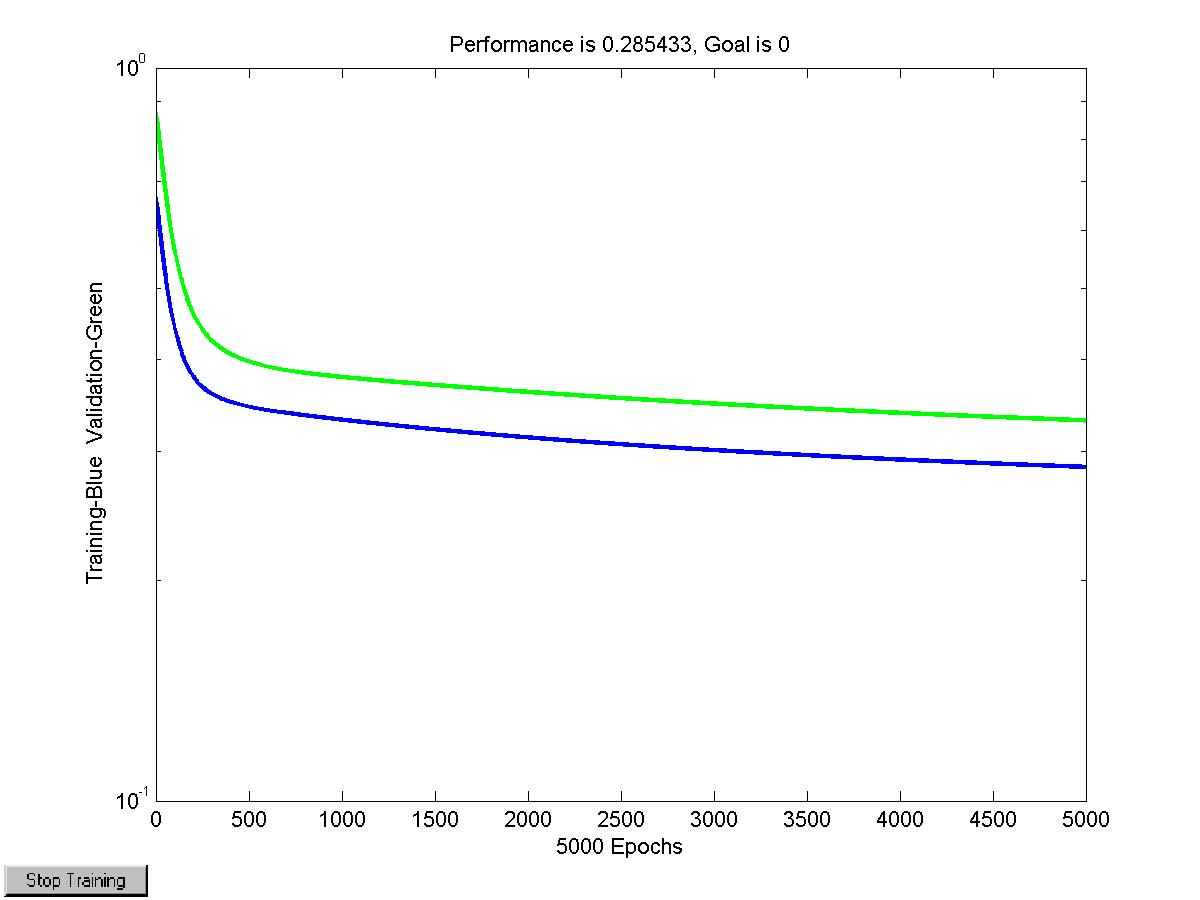 Performance is 0.285433, Goal is 0
10^0
Training-Blue Validation-Green
10^-1
0 500 1000 1500 2000 2500 3000 3500 4000 4500 5000
5000 Epochs
Stop Training